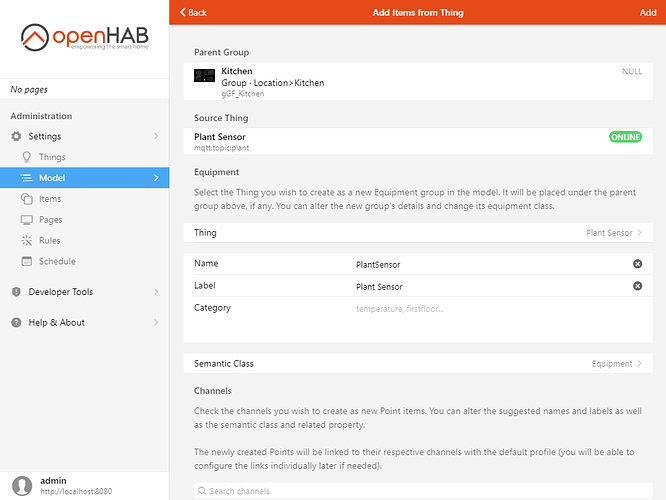 openHAB
empowering the smart home
No pages
Administration
Settings
Things
Model
Items
Pages
Rules
Schedule
Developer Tools
Help & About
admin
http://localhost:8080
Back
Add Items from Thing
Add
Parent Group
Kitchen
NULL
Group · Location>Kitchen
gGF_Kitchen
Source Thing
Plant Sensor
ONLINE
mqtt:topic:plant
Equipment
Select the Thing you wish to create as a new Equipment group in the model. It will be placed under the parent
group above, if any. You can alter the new group's details and change its equipment class.
Thing
Plant Sensor
Name
PlantSensor
Label
Plant Sensor
Category
temperature, firstfloor...
Semantic Class
Equipment
Channels
Check the channels you wish to create as new Point items. You can alter the suggested names and labels as well
as the semantic class and related property.
The newly created Points will be linked to their respective channels with the default profile (you will be able to
configure the links individually later if needed).
Search channels